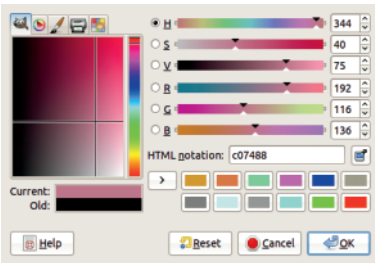 H 344
S 40
V 75
R 192
G 116
B 136
HTML notation: c07488
>
Current:
Old:
Help Reset Cancel OK